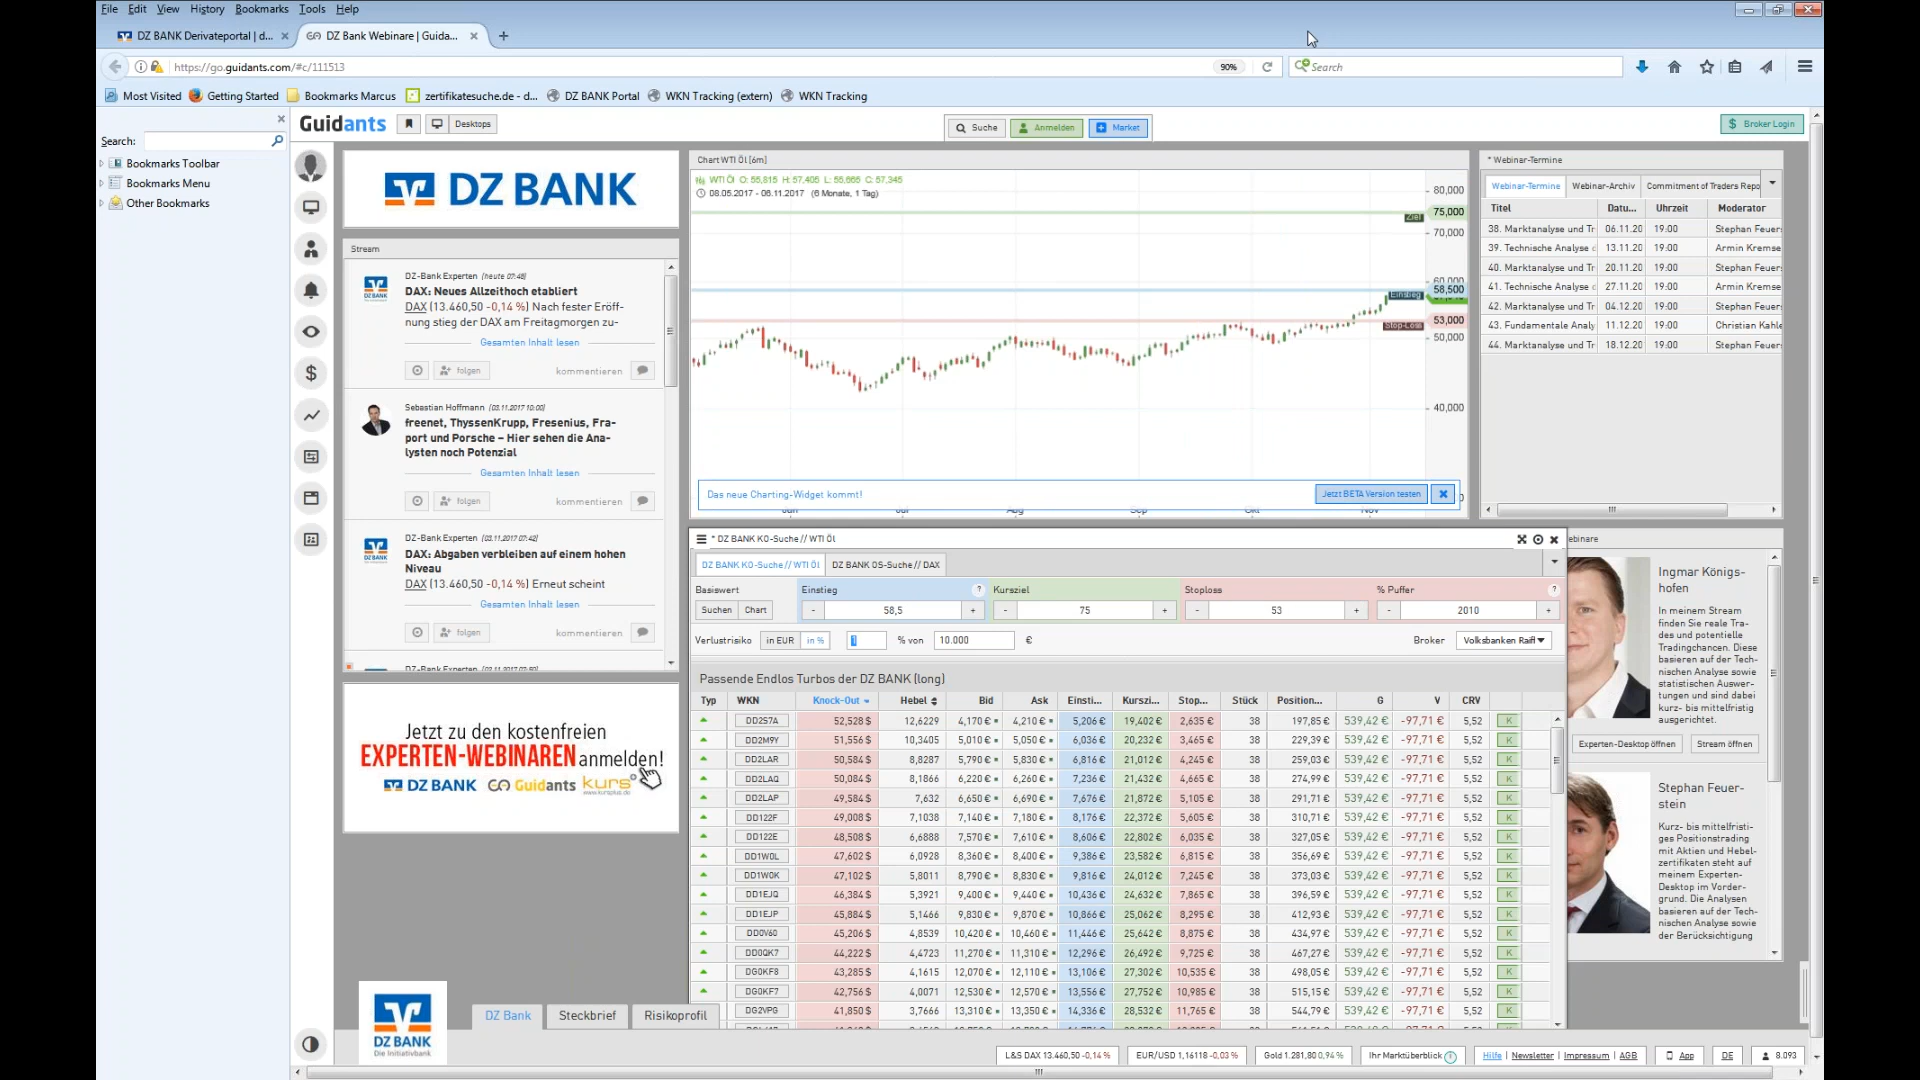 File Edit View History Bookmarks Tools Help
DZ BANK Derivateportal | d...
DZ Bank Webinare | Guida...
https://go.guidants.com/#c/111513
90%
Search
Most Visited Getting Started Bookmarks Marcus zertifikatesuche.de - d... DZ BANK Portal WKN Tracking (extern) WKN Tracking
Search:
Bookmarks Toolbar
Bookmarks Menu
Other Bookmarks
Guidants
Desktops
Suche
Anmelden
Market
Broker Login
DZ BANK
Stream
DZ-Bank Experten (heute 07:48)
DAX: Neues Allzeithoch etabliert
DAX (13.460,50 -0,14 %) Nach fester Eröff-
nung stieg der DAX am Freitagmorgen zu-
Gesamten Inhalt lesen
folgen kommentieren
Sebastian Hoffmann (03.11.2017 10:00)
freenet, ThyssenKrupp, Fresenius, Fra-
port und Porsche – Hier sehen die Ana-
lysten noch Potenzial
Gesamten Inhalt lesen
folgen kommentieren
DZ-Bank Experten (03.11.2017 07:42)
DAX: Abgaben verbleiben auf einem hohen
Niveau
DAX (13.460,50 -0,14 %) Erneut scheint
Gesamten Inhalt lesen
folgen kommentieren
Jetzt zu den kostenfreien
EXPERTEN-WEBINAREN anmelden!
DZ BANK Guidants kurs
www.kursplus.de
Chart WTI Öl [6m]
WTI Öl O: 55,815 H: 57,405 L: 55,665 C: 57,345
08.05.2017 - 06.11.2017 (6 Monate, 1 Tag)
80,000
Ziel 75,000
70,000
60,000
Einstieg 58,500
Stop-Loss 53,000
50,000
40,000
Das neue Charting-Widget kommt!
Jetzt BETA Version testen
Jun Jul Aug Sep Okt Nov
* Webinar-Termine
Webinar-Termine Webinar-Archiv Commitment of Traders Repo
Titel Datu... Uhrzeit Moderator
38. Marktanalyse und Tr 06.11.20 19:00 Stephan Feuer
39. Technische Analyse 13.11.20 19:00 Armin Kremse
40. Marktanalyse und Tr 20.11.20 19:00 Stephan Feuer
41. Technische Analyse 27.11.20 19:00 Armin Kremse
42. Marktanalyse und Tr 04.12.20 19:00 Stephan Feuer
43. Fundamentale Analy 11.12.20 19:00 Christian Kahle
44. Marktanalyse und Tr 18.12.20 19:00 Stephan Feuer
* DZ BANK KO-Suche // WTI Öl
DZ BANK KO-Suche // WTI Öl DZ BANK OS-Suche // DAX
Basiswert Einstieg ? Kursziel Stoploss % Puffer ?
Suchen Chart - 58,5 + - 75 + - 53 + - 2010 +
Verlustrisiko in EUR in % 1 % von 10.000 € Broker Volksbanken Raiff
Passende Endlos Turbos der DZ BANK (long)
Typ WKN Knock-Out Hebel Bid Ask Einsti... Kurszi... Stop... Stück Position... G V CRV
DD2S7A 52,528 $ 12,6229 4,170 € 4,210 € 5,206 € 19,402 € 2,635 € 38 197,85 € 539,42 € -97,71 € 5,52 K
DD2M9Y 51,556 $ 10,3405 5,010 € 5,050 € 6,036 € 20,232 € 3,465 € 38 229,39 € 539,42 € -97,71 € 5,52 K
DD2LAR 50,584 $ 8,8287 5,790 € 5,830 € 6,816 € 21,012 € 4,245 € 38 259,03 € 539,42 € -97,71 € 5,52 K
DD2LAQ 50,084 $ 8,1866 6,220 € 6,260 € 7,236 € 21,432 € 4,665 € 38 274,99 € 539,42 € -97,71 € 5,52 K
DD2LAP 49,584 $ 7,632 6,650 € 6,690 € 7,676 € 21,872 € 5,105 € 38 291,71 € 539,42 € -97,71 € 5,52 K
DD122F 49,008 $ 7,1038 7,140 € 7,180 € 8,176 € 22,372 € 5,605 € 38 310,71 € 539,42 € -97,71 € 5,52 K
DD122E 48,508 $ 6,6888 7,570 € 7,610 € 8,606 € 22,802 € 6,035 € 38 327,05 € 539,42 € -97,71 € 5,52 K
DD1W0L 47,602 $ 6,0928 8,360 € 8,400 € 9,386 € 23,582 € 6,815 € 38 356,69 € 539,42 € -97,71 € 5,52 K
DD1W0K 47,102 $ 5,8011 8,790 € 8,830 € 9,816 € 24,012 € 7,245 € 38 373,03 € 539,42 € -97,71 € 5,52 K
DD1EJQ 46,384 $ 5,3921 9,400 € 9,440 € 10,436 € 24,632 € 7,865 € 38 396,59 € 539,42 € -97,71 € 5,52 K
DD1EJP 45,884 $ 5,1466 9,830 € 9,870 € 10,866 € 25,062 € 8,295 € 38 412,93 € 539,42 € -97,71 € 5,52 K
DD0V60 45,206 $ 4,8539 10,420 € 10,460 € 11,446 € 25,642 € 8,875 € 38 434,97 € 539,42 € -97,71 € 5,52 K
DD0QK7 44,222 $ 4,4723 11,270 € 11,310 € 12,296 € 26,492 € 9,725 € 38 467,27 € 539,42 € -97,71 € 5,52 K
DG0KF8 43,285 $ 4,1615 12,070 € 12,110 € 13,106 € 27,302 € 10,535 € 38 498,05 € 539,42 € -97,71 € 5,52 K
DG0KF7 42,756 $ 4,0071 12,530 € 12,570 € 13,556 € 27,752 € 10,985 € 38 515,15 € 539,42 € -97,71 € 5,52 K
DG2VPG 41,850 $ 3,7666 13,310 € 13,350 € 14,336 € 28,532 € 11,765 € 38 544,79 € 539,42 € -97,71 € 5,52 K
ebinare
Ingmar Königs-
hofen
In meinem Stream
finden Sie reale Tra-
des und potentielle
Tradingchancen. Diese
basieren auf der Tech-
nischen Analyse sowie
statistischen Auswer-
tungen und sind dabei
kurz- bis mittelfristig
ausgerichtet.
Experten-Desktop öffnen Stream öffnen
Stephan Feuer-
stein
Kurz- bis mittelfristi-
ges Positionstrading
mit Aktien und Hebel-
zertifikaten steht auf
meinem Experten-
Desktop im Vorder-
grund. Die Analysen
basieren auf der Tech-
nischen Analyse sowie
der Berücksichtigung
DZ BANK
Die Initiativbank
DZ Bank Steckbrief Risikoprofil
L&S DAX 13.460,50 -0,14 % EUR/USD 1,16118 -0,03 % Gold 1.281,80 0,94 % Ihr Marktüberblick Hilfe | Newsletter | Impressum | AGB App DE 8.093